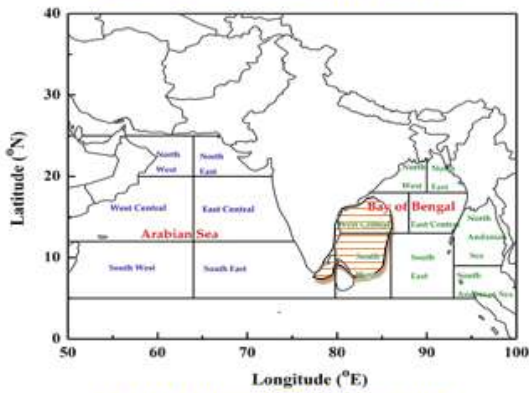 40
30
20
10
0
50
60
70
80
90
100
Latitude (°N)
Longitude (°E)
North
West
North
East
West Central
East Central
Arabian Sea
South West
South East
North
West
North
East
Bay of Bengal
West Central
East Central
South
South
East
North
Andaman
Sea
South
Andaman Sea